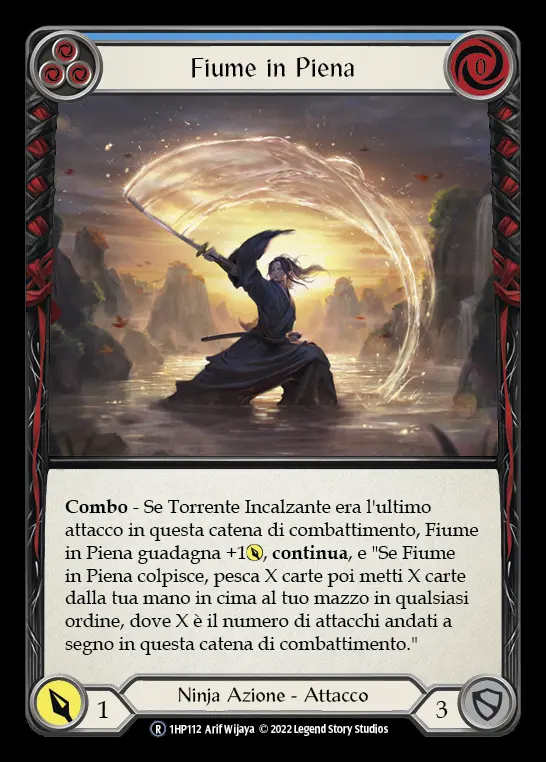 Fiume in Piena
0
Combo - Se Torrente Incalzante era l'ultimo
attacco in questa catena di combattimento, Fiume
in Piena guadagna +1, continua, e "Se Fiume
in Piena colpisce, pesca X carte poi metti X carte
dalla tua mano in cima al tuo mazzo in qualsiasi
ordine, dove X è il numero di attacchi andati a
segno in questa catena di combattimento."
1
Ninja Azione - Attacco
3
R 1HP112 Arif Wijaya © 2022 Legend Story Studios